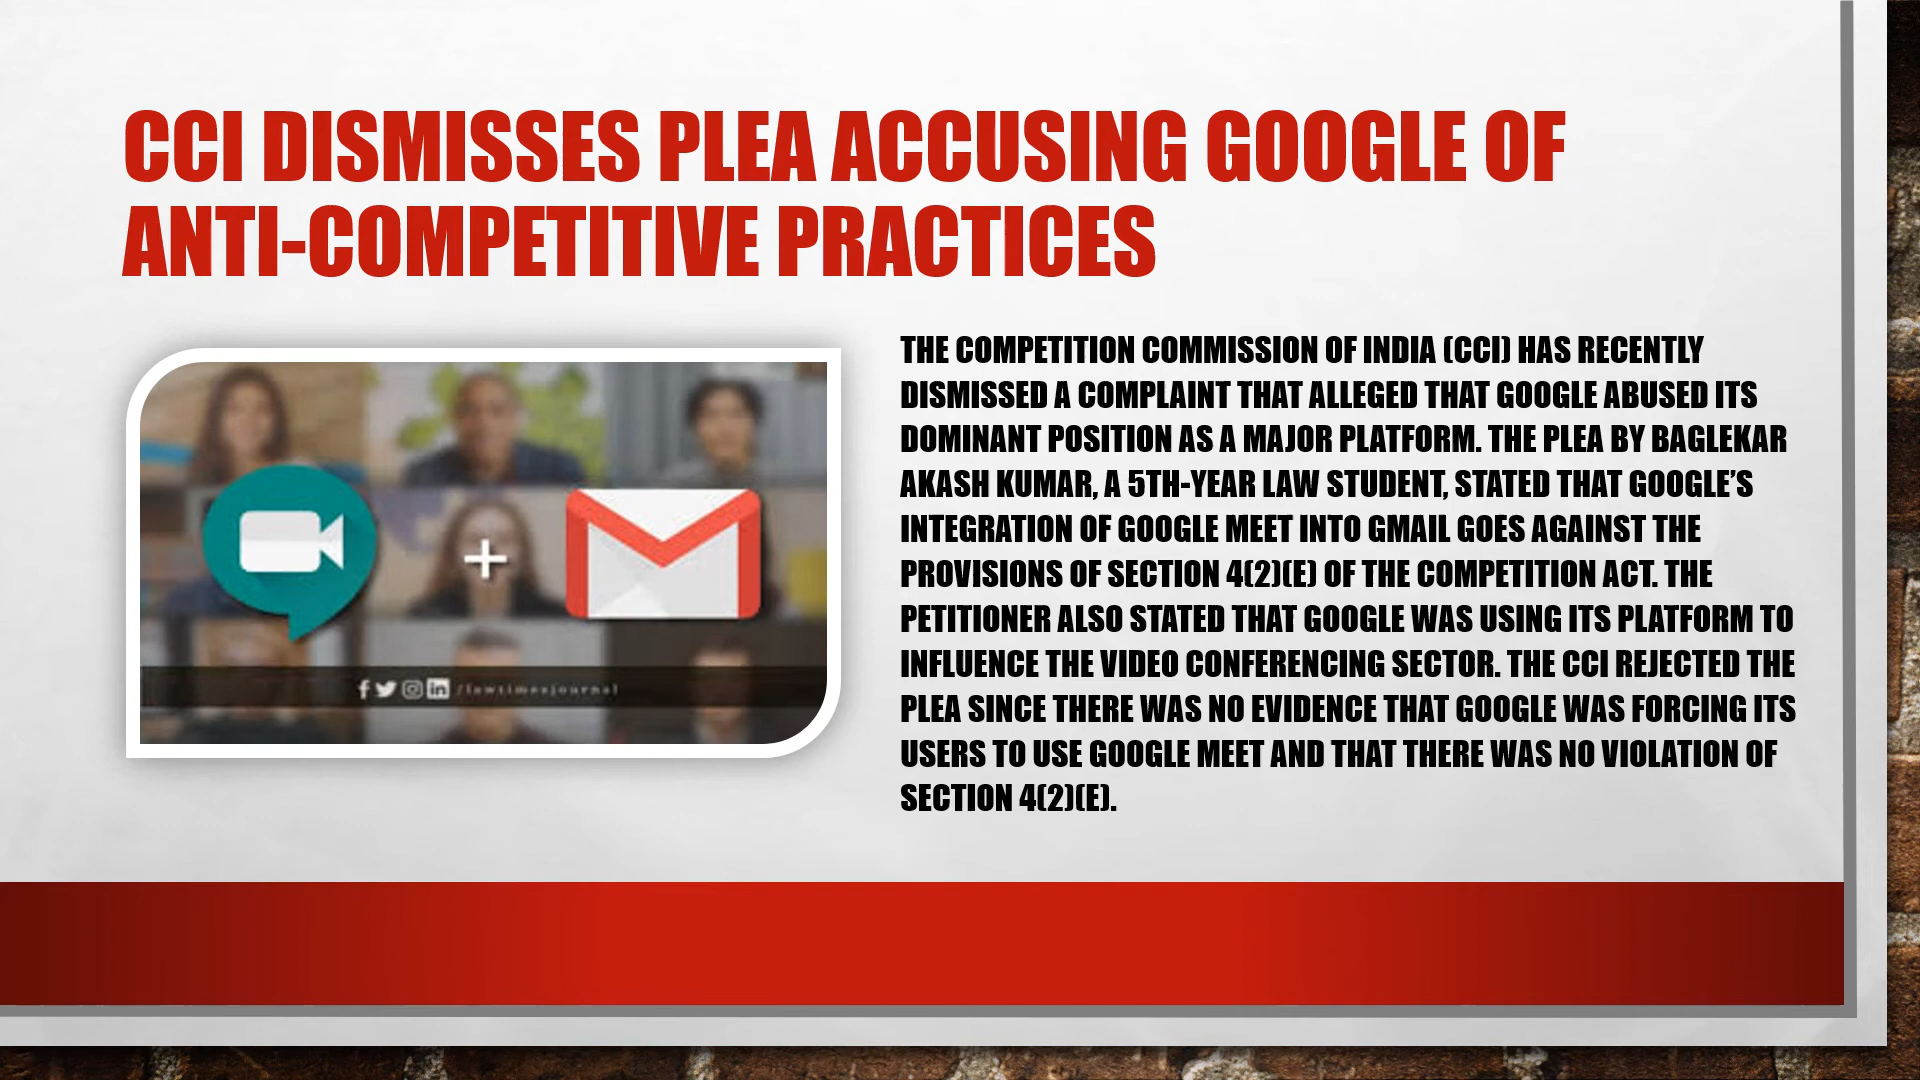 CCI DISMISSES PLEA ACCUSING GOOGLE OF
ANTI-COMPETITIVE PRACTICES
THE COMPETITION COMMISSION OF INDIA (CCI) HAS RECENTLY
DISMISSED A COMPLAINT THAT ALLEGED THAT GOOGLE ABUSED ITS
DOMINANT POSITION AS A MAJOR PLATFORM. THE PLEA BY BAGLEKAR
AKASH KUMAR, A 5TH-YEAR LAW STUDENT, STATED THAT GOOGLE’S
INTEGRATION OF GOOGLE MEET INTO GMAIL GOES AGAINST THE
PROVISIONS OF SECTION 4(2)(E) OF THE COMPETITION ACT. THE
PETITIONER ALSO STATED THAT GOOGLE WAS USING ITS PLATFORM TO
INFLUENCE THE VIDEO CONFERENCING SECTOR. THE CCI REJECTED THE
PLEA SINCE THERE WAS NO EVIDENCE THAT GOOGLE WAS FORCING ITS
USERS TO USE GOOGLE MEET AND THAT THERE WAS NO VIOLATION OF
SECTION 4(2)(E).
/lawtimesjournal